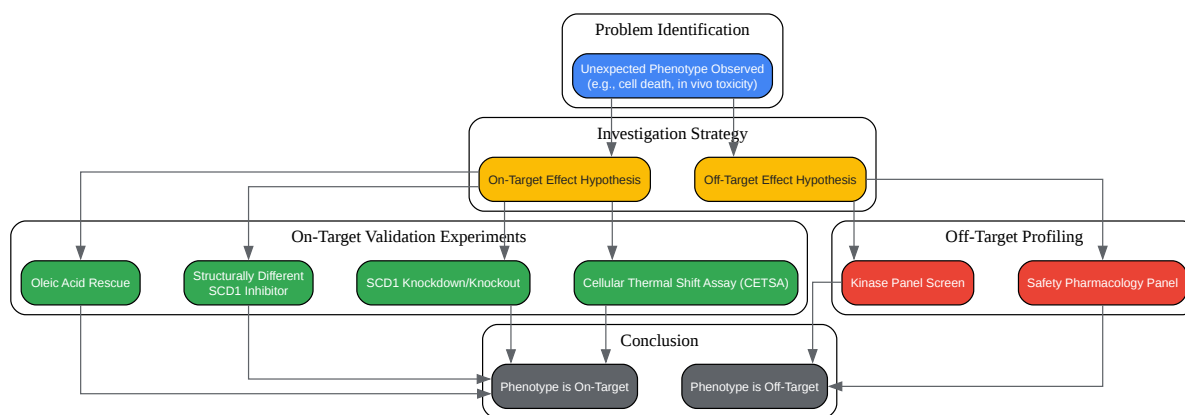 Problem Identification
Unexpected Phenotype Observed
(e.g., cell death, in vivo toxicity)
Investigation Strategy
On-Target Effect Hypothesis
Off-Target Effect Hypothesis
On-Target Validation Experiments
Off-Target Profiling
Oleic Acid Rescue
Structurally Different
SCD1 Inhibitor
SCD1 Knockdown/Knockout
Cellular Thermal Shift Assay (CETSA)
Kinase Panel Screen
Safety Pharmacology Panel
Conclusion
Phenotype is On-Target
Phenotype is Off-Target